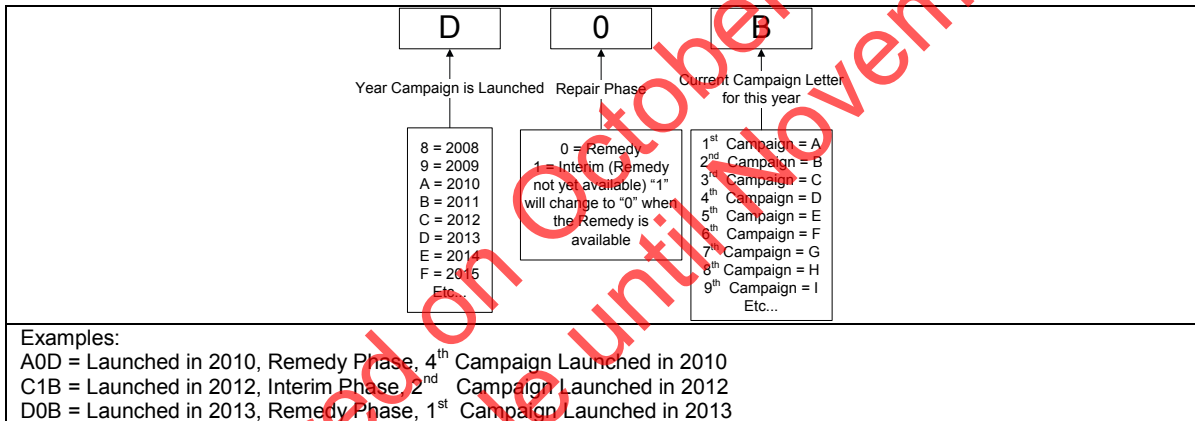 D 0 B
Year Campaign is Launched Repair Phase Current Campaign Letter
for this year
8 = 2008
9 = 2009
A = 2010
B = 2011
C = 2012
D = 2013
E = 2014
F = 2015
Etc...
0 = Remedy
1 = Interim (Remedy
not yet available) “1”
will change to “0” when
the Remedy is
available
1st Campaign = A
2nd Campaign = B
3rd Campaign = C
4th Campaign = D
5th Campaign = E
6th Campaign = F
7th Campaign = G
8th Campaign = H
9th Campaign = I
Etc...
Examples:
A0D = Launched in 2010, Remedy Phase, 4th Campaign Launched in 2010
C1B = Launched in 2012, Interim Phase, 2nd Campaign Launched in 2012
D0B = Launched in 2013, Remedy Phase, 1st Campaign Launched in 2013